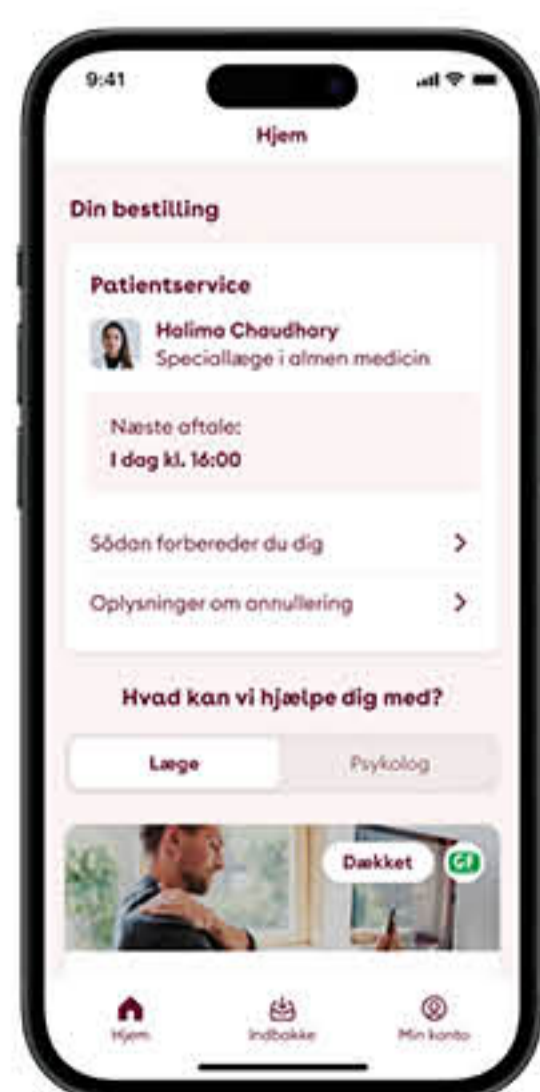 9:41
Hjem
Din bestilling
Patientservice
Halima Chaudhary
Speciallæge i almen medicin
Næste aftale:
I dag kl. 16:00
Sådan forbereder du dig
Oplysninger om annullering
Hvad kan vi hjælpe dig med?
Læge
Psykolog
Dækket
GF
Hjem
Indbakke
Min konto